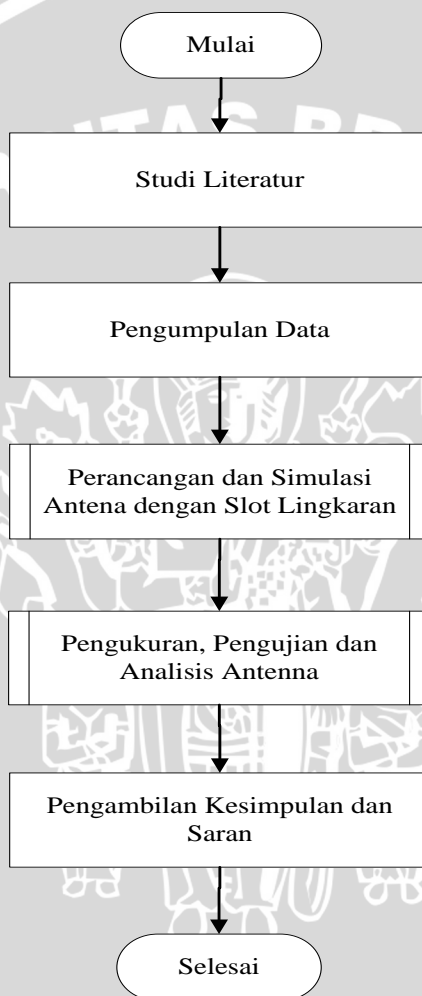 Mulai
Studi Literatur
Pengumpulan Data
Perancangan dan Simulasi
Antena dengan Slot Lingkaran
Pengukuran, Pengujian dan
Analisis Antenna
Pengambilan Kesimpulan dan
Saran
Selesai